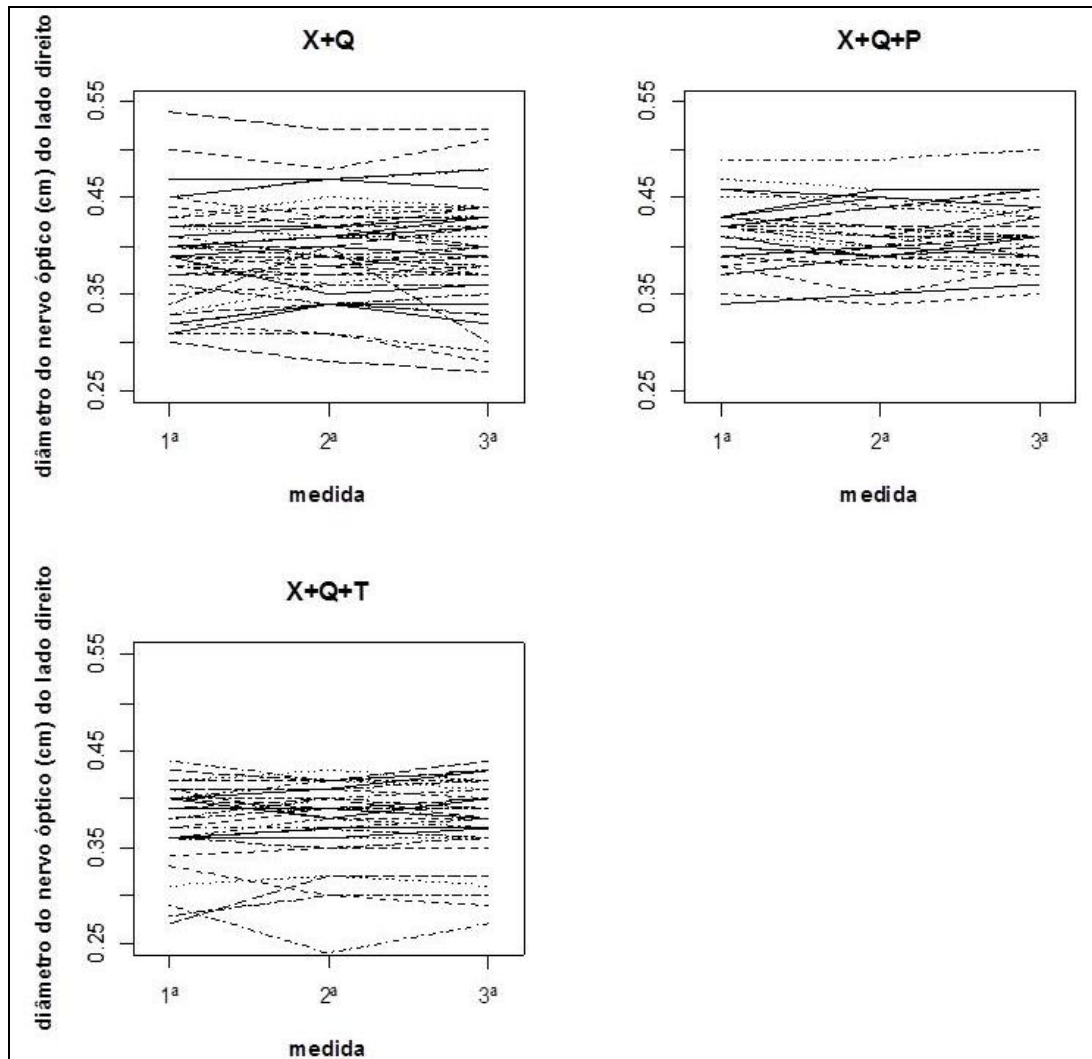 X+Q
diâmetro do nervo óptico (cm) do lado direito
0.55
0.45
0.35
0.25
1ª 2ª 3ª
medida
X+Q+P
0.55
0.45
0.35
0.25
1ª 2ª 3ª
medida
X+Q+T
diâmetro do nervo óptico (cm) do lado direito
0.55
0.45
0.35
0.25
1ª 2ª 3ª
medida